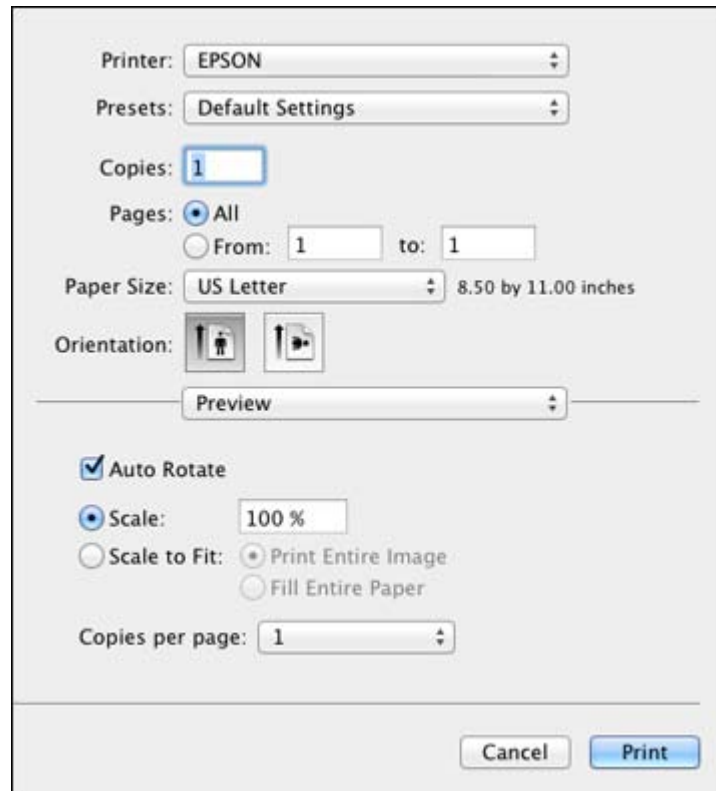 Printer: EPSON
Presets: Default Settings
Copies: 1
Pages: All
From: 1 to: 1
Paper Size: US Letter 8.50 by 11.00 inches
Orientation:
Preview
Auto Rotate
Scale: 100 %
Scale to Fit: Print Entire Image
Fill Entire Paper
Copies per page: 1
Cancel Print